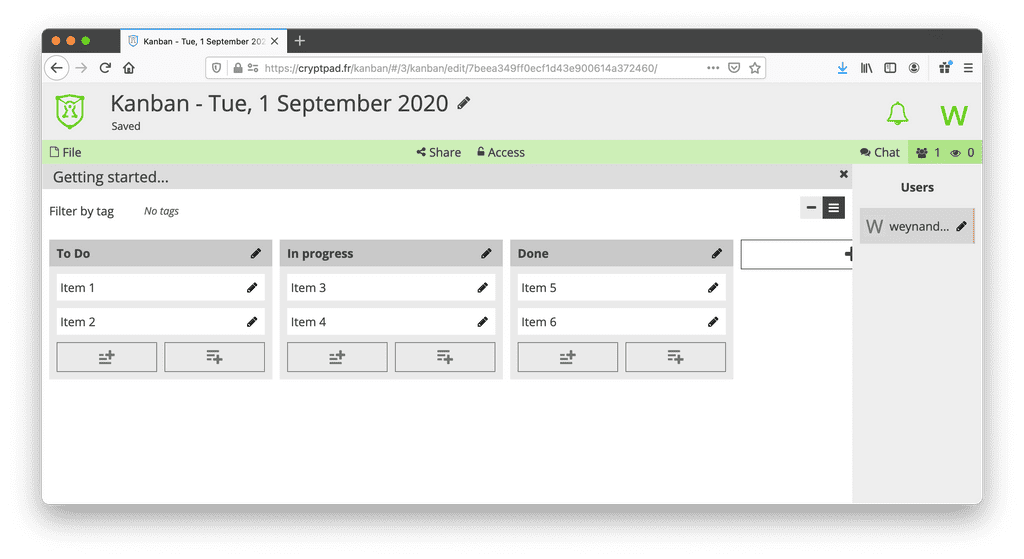 Kanban - Tue, 1 September 202
https://cryptpad.fr/kanban/#/3/kanban/edit/7beea349ff0ecf1d43e900614a372460/
Kanban - Tue, 1 September 2020
Saved
W
File
Share
Access
Chat
1
0
Getting started...
Users
Filter by tag
No tags
W
weynand...
To Do
In progress
Done
Item 1
Item 3
Item 5
Item 2
Item 4
Item 6